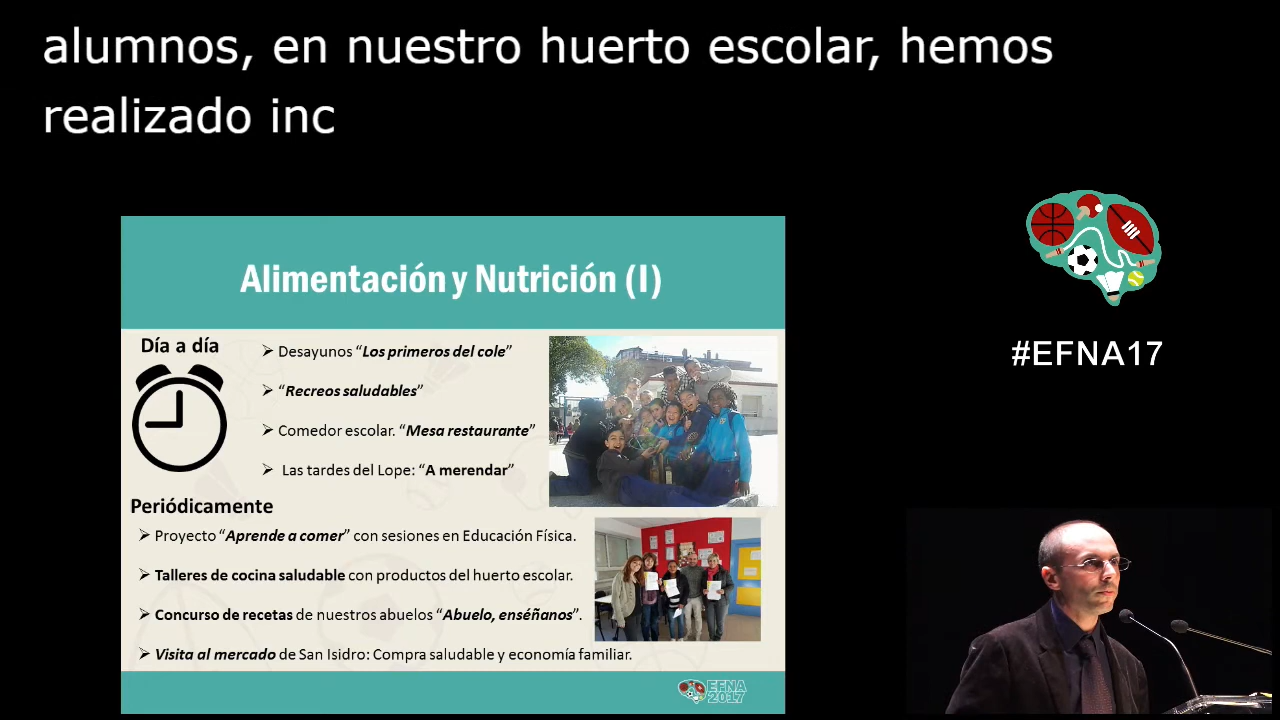 alumnos, en nuestro huerto escolar, hemos
realizado inc
Alimentación y Nutrición (I)
Día a día
➢ Desayunos “Los primeros del cole”
➢ “Recreos saludables”
➢ Comedor escolar. “Mesa restaurante”
➢ Las tardes del Lope: “A merendar”
Periódicamente
➢ Proyecto “Aprende a comer” con sesiones en Educación Física.
➢ Talleres de cocina saludable con productos del huerto escolar.
➢ Concurso de recetas de nuestros abuelos “Abuelo, enséñanos”.
➢ Visita al mercado de San Isidro: Compra saludable y economía familiar.
EFNA
2017
#EFNA17